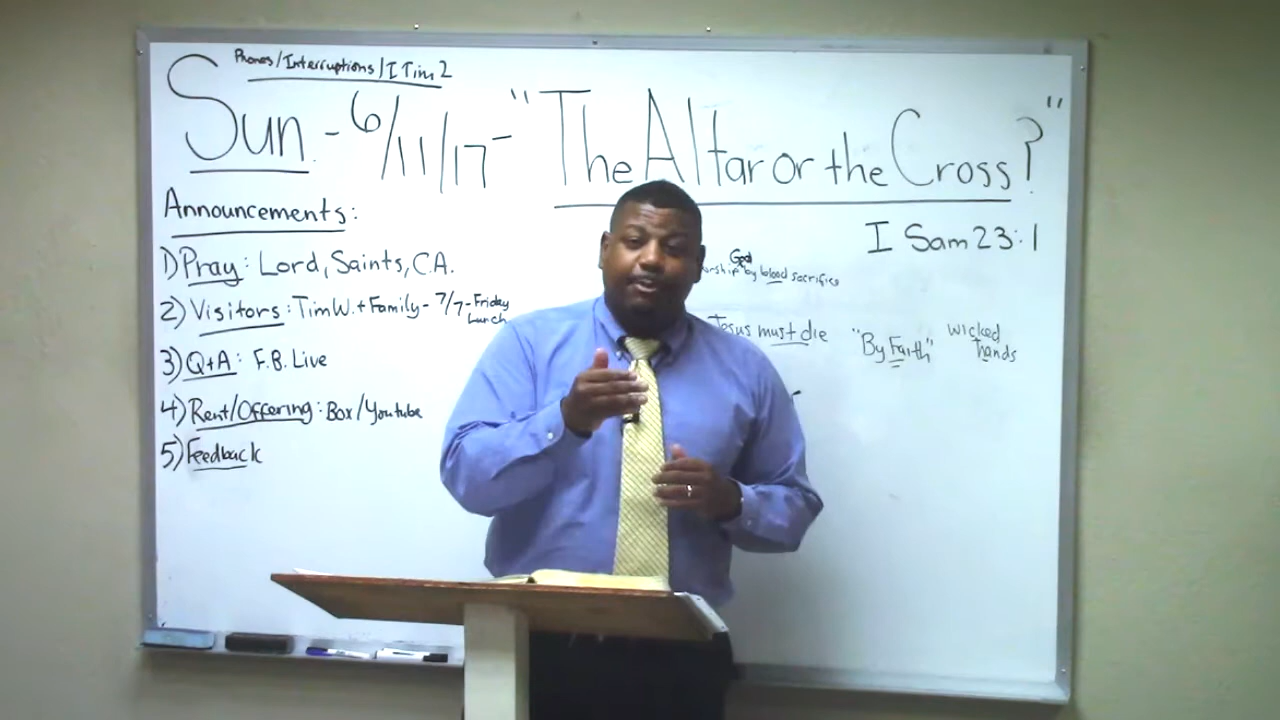 Phones/Interruptions/I Tim 2
Sun - 6/11/17 - "The Altar or the Cross?"
I Sam 23:1
Announcements:
1) Pray: Lord, Saints, C.A.
2) Visitors: Tim W. + Family - 7/7 - Friday
Lunch
3) Q+A: F.B. Live
4) Rent/Offering: Box/Youtube
5) Feedback
God
by blood sacrifice
Jesus must die
"By Faith"
wicked
hands